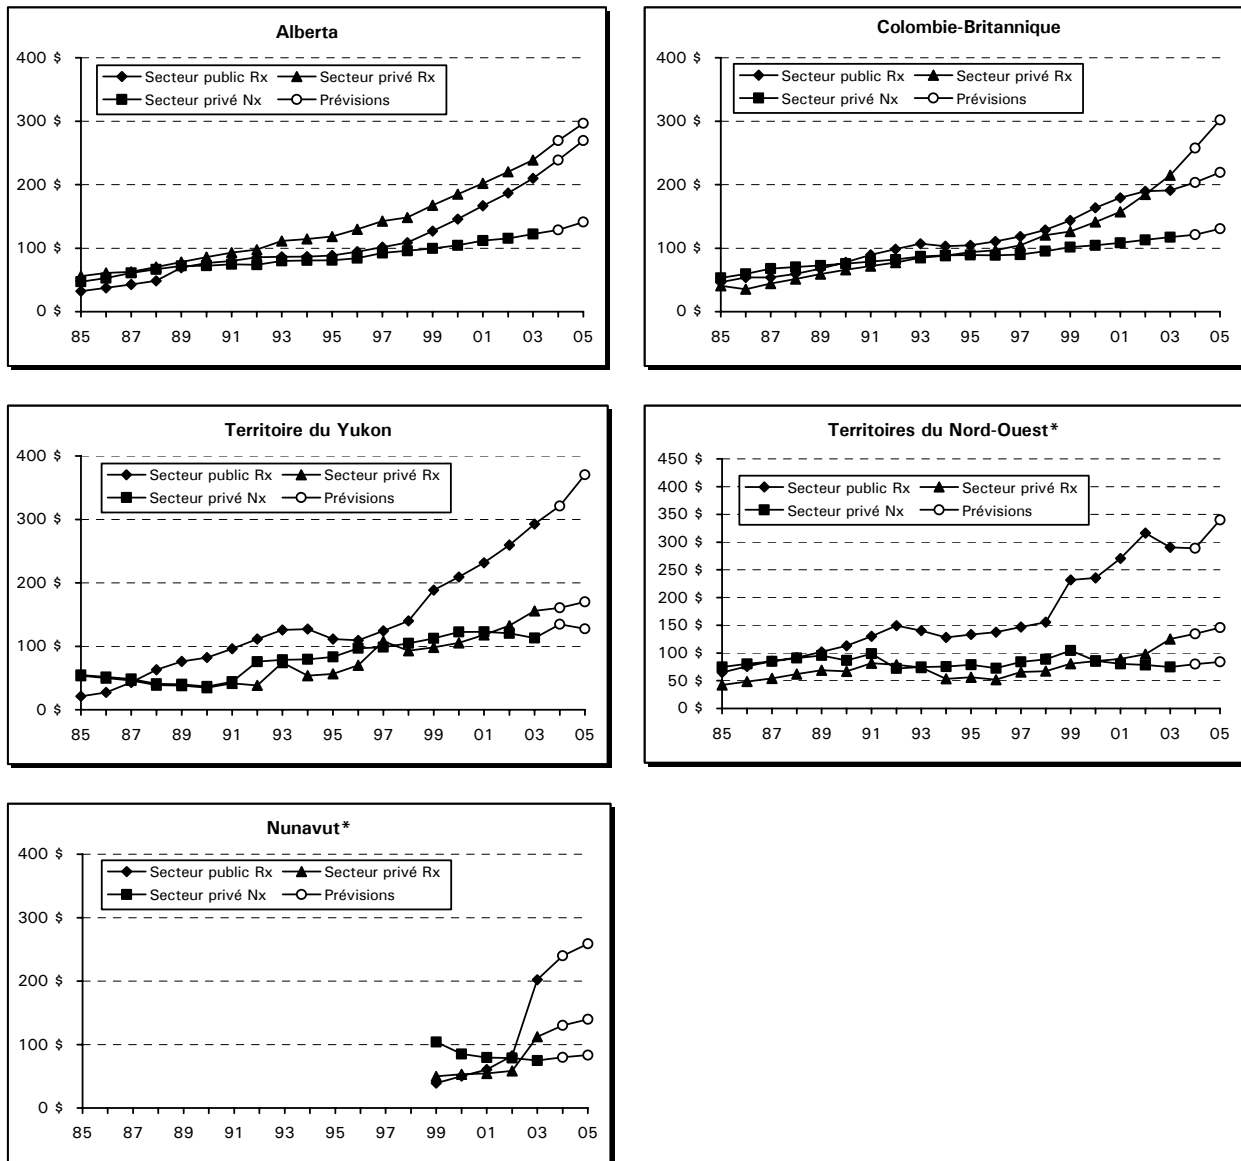 Alberta
400 $
300 $
200 $
100 $
0 $
Secteur public Rx
Secteur privé Rx
Secteur privé Nx
Prévisions
85 87 89 91 93 95 97 99 01 03 05
Colombie-Britannique
400 $
300 $
200 $
100 $
0 $
Secteur public Rx
Secteur privé Rx
Secteur privé Nx
Prévisions
85 87 89 91 93 95 97 99 01 03 05
Territoire du Yukon
400 $
300 $
200 $
100 $
0 $
Secteur public Rx
Secteur privé Rx
Secteur privé Nx
Prévisions
85 87 89 91 93 95 97 99 01 03 05
Territoires du Nord-Ouest*
450 $
400 $
350 $
300 $
250 $
200 $
150 $
100 $
50 $
0 $
Secteur public Rx
Secteur privé Rx
Secteur privé Nx
Prévisions
85 87 89 91 93 95 97 99 01 03 05
Nunavut*
400 $
300 $
200 $
100 $
0 $
Secteur public Rx
Secteur privé Rx
Secteur privé Nx
Prévisions
85 87 89 91 93 95 97 99 01 03 05